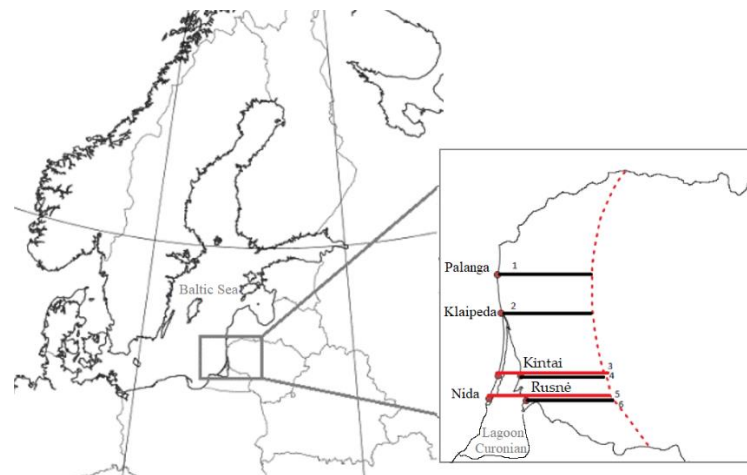 Baltic Sea
Palanga
1
Klaipeda
2
Kintai
3
4
Nida
Rusnė
5
6
Lagoon
Curonian